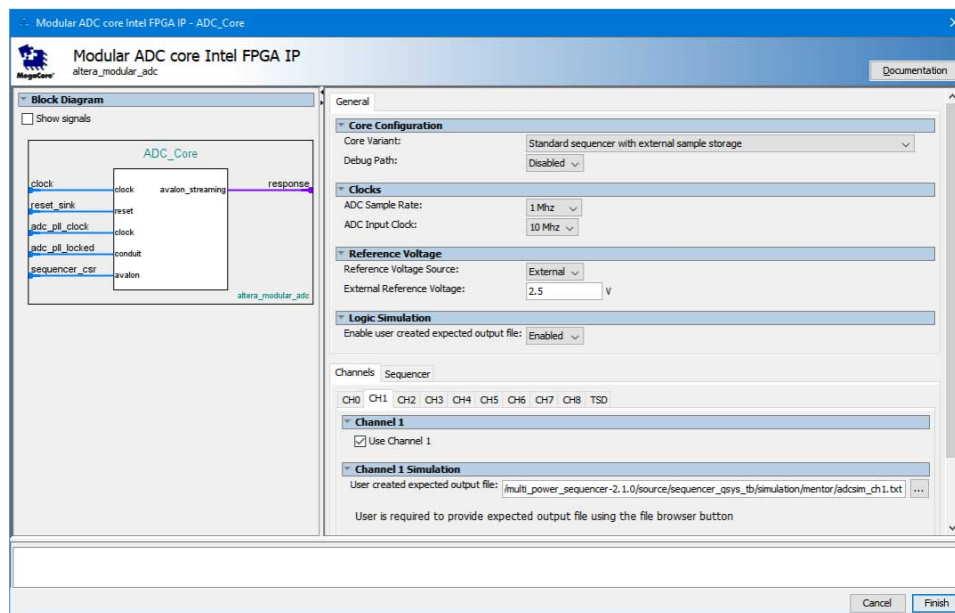 Modular ADC core Intel FPGA IP - ADC_Core
Modular ADC core Intel FPGA IP
altera_modular_adc
MegaCore'
Documentation
Block Diagram
Show signals
ADC_Core
clock
clock
avalon_streaming
response
reset_sink
reset
adc_pll_clock
clock
adc_pll_locked
conduit
sequencer_csr
avalon
altera_modular_adc
General
Core Configuration
Core Variant: Standard sequencer with external sample storage
Debug Path: Disabled
Clocks
ADC Sample Rate: 1 Mhz
ADC Input Clock: 10 Mhz
Reference Voltage
Reference Voltage Source: External
External Reference Voltage: 2.5 V
Logic Simulation
Enable user created expected output file: Enabled
Channels Sequencer
CH0 CH1 CH2 CH3 CH4 CH5 CH6 CH7 CH8 TSD
Channel 1
Use Channel 1
Channel 1 Simulation
User created expected output file: /multi_power_sequencer-2.1.0/source/sequencer_qsys_tb/simulation/mentor/adcsim_ch1.txt ...
User is required to provide expected output file using the file browser button
Cancel Finish